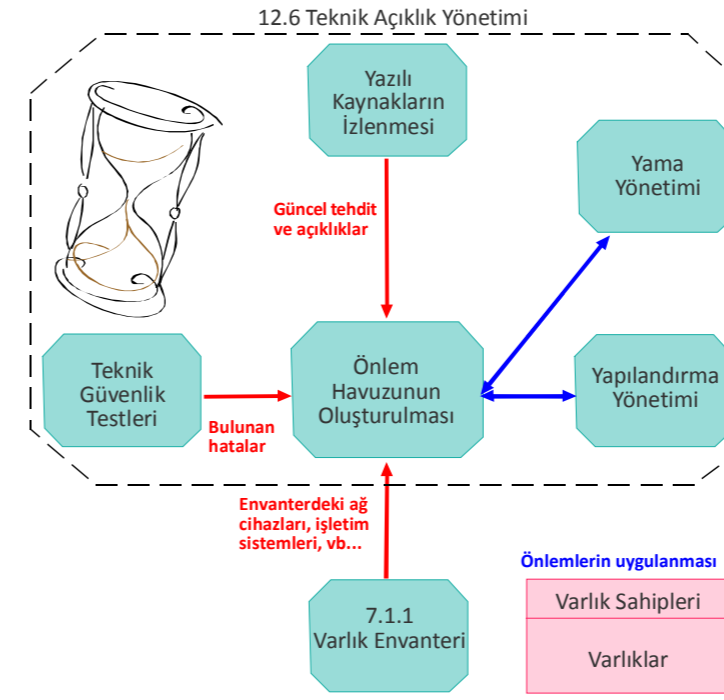 12.6 Teknik Açıklık Yönetimi
Yazılı
Kaynakların
İzlenmesi
Yama
Yönetimi
Güncel tehdit
ve açıklıklar
Teknik
Güvenlik
Testleri
Önlem
Havuzunun
Oluşturulması
Yapılandırma
Yönetimi
Bulunan
hatalar
Envanterdeki ağ
cihazları, işletim
sistemleri, vb...
7.1.1
Varlık Envanteri
Önlemlerin uygulanması
Varlık Sahipleri
Varlıklar